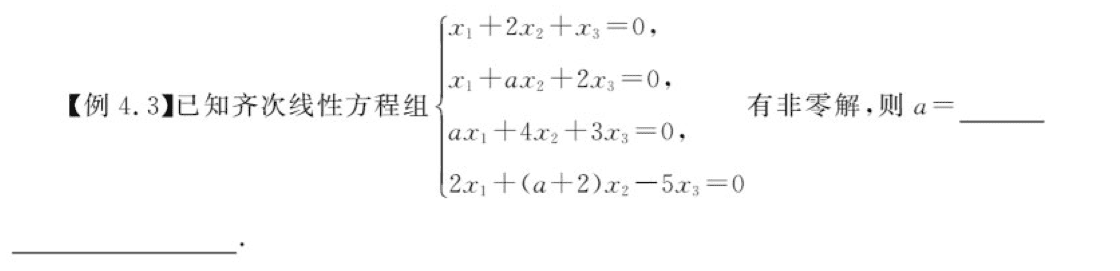 x₁+2x₂+x₃=0,
x₁+ax₂+2x₃=0,
【例 4.3】已知齐次线性方程组 有非零解,则 a=______
ax₁+4x₂+3x₃=0,
2x₁+(a+2)x₂-5x₃=0
______.